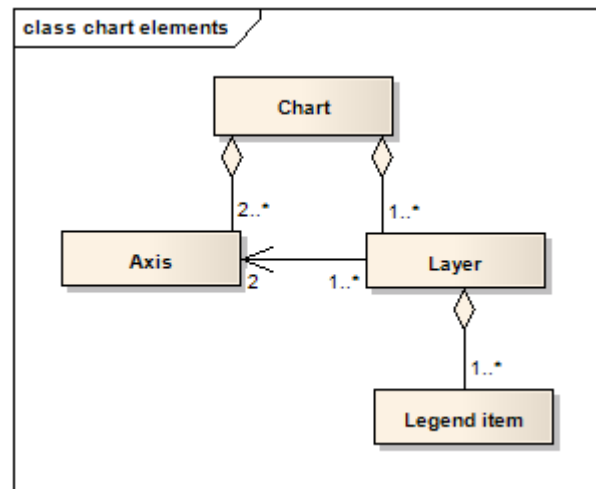 class chart elements
Chart
2..*
1..*
Axis
Layer
2
1..*
1..*
Legend item